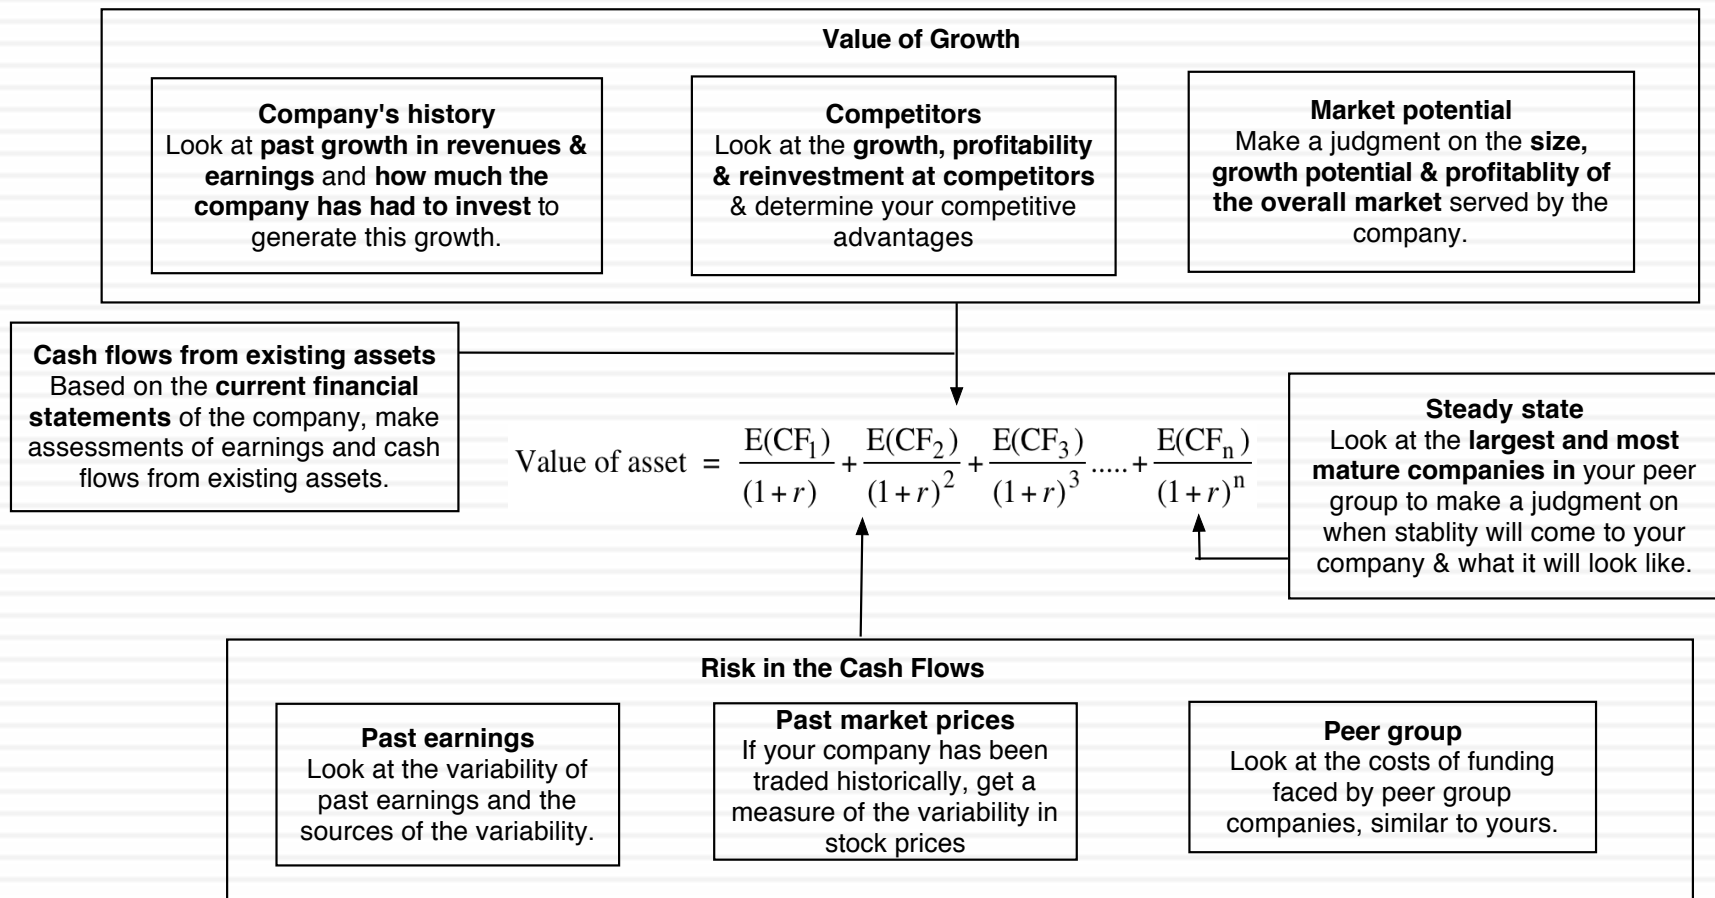 Value of Growth
Company's history
Look at past growth in revenues &
earnings and how much the
company has had to invest to
generate this growth.
Competitors
Look at the growth, profitability
& reinvestment at competitors
& determine your competitive
advantages
Market potential
Make a judgment on the size,
growth potential & profitablity of
the overall market served by the
company.
Cash flows from existing assets
Based on the current financial
statements of the company, make
assessments of earnings and cash
flows from existing assets.
Value of asset = E(CF₁)/(1+r) + E(CF₂)/(1+r)² + E(CF₃)/(1+r)³ ..... + E(CFₙ)/(1+r)ⁿ
Steady state
Look at the largest and most
mature companies in your peer
group to make a judgment on
when stablity will come to your
company & what it will look like.
Risk in the Cash Flows
Past earnings
Look at the variability of
past earnings and the
sources of the variability.
Past market prices
If your company has been
traded historically, get a
measure of the variability in
stock prices
Peer group
Look at the costs of funding
faced by peer group
companies, similar to yours.